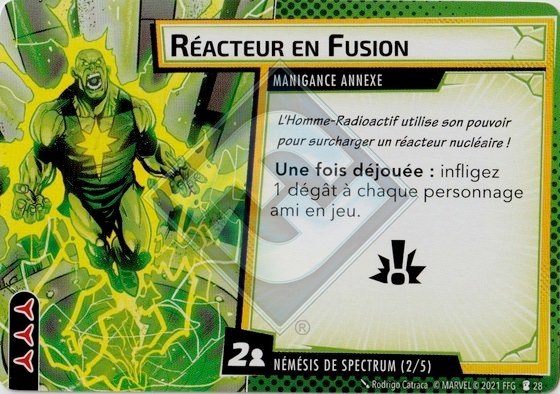 RÉACTEUR EN FUSION
MANIGANCE ANNEXE
L'Homme-Radioactif utilise son pouvoir
pour surcharger un réacteur nucléaire !
Une fois déjouée : infligez
1 dégât à chaque personnage
ami en jeu.
2
NÉMÉSIS DE SPECTRUM (2/5)
Rodrigo Catraca © MARVEL © 2021 FFG 28